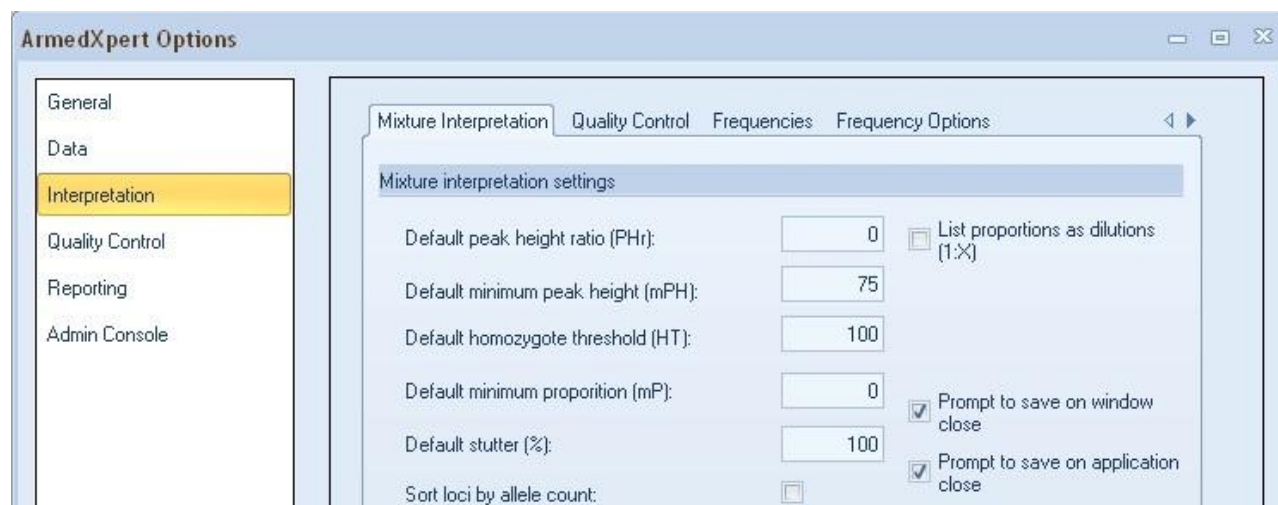 ArmedXpert Options
General
Data
Interpretation
Quality Control
Reporting
Admin Console
Mixture Interpretation Quality Control Frequencies Frequency Options
Mixture interpretation settings
Default peak height ratio (PHr): 0
List proportions as dilutions
(1:X)
Default minimum peak height (mPH): 75
Default homozygote threshold (HT): 100
Default minimum proporition (mP): 0
Prompt to save on window
close
Default stutter (%): 100
Prompt to save on application
close
Sort loci by allele count: